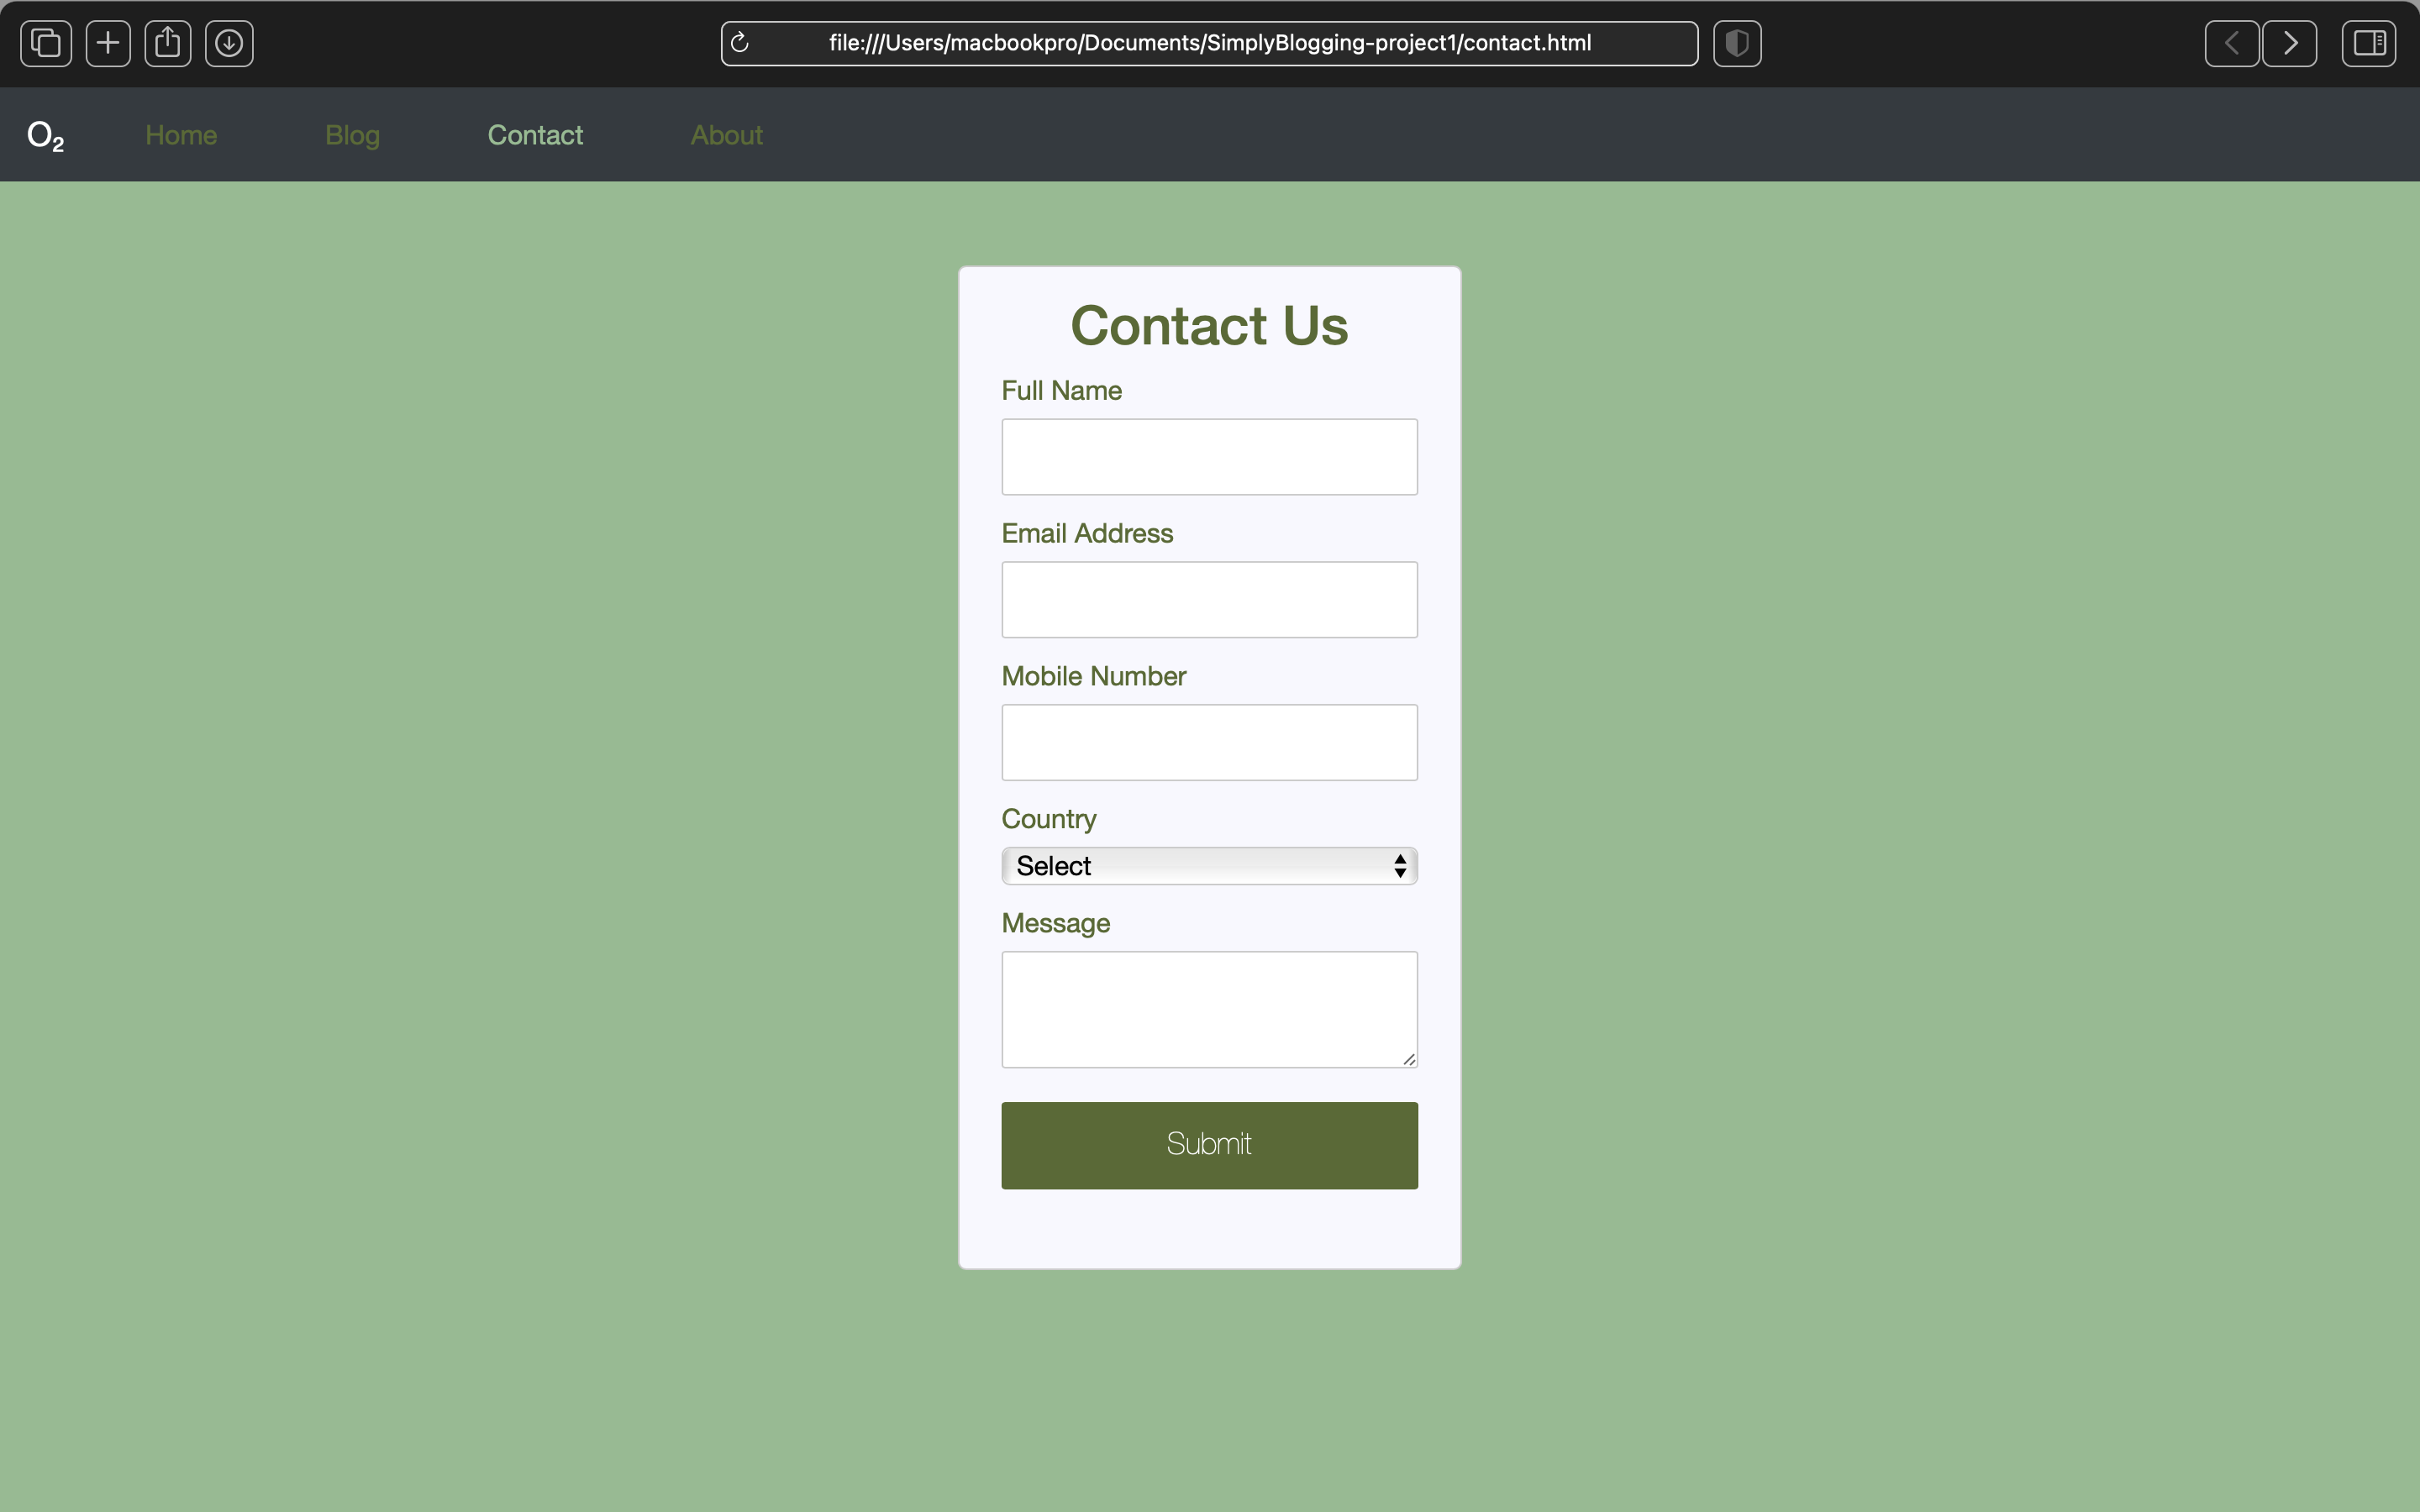 file:///Users/macbookpro/Documents/SimplyBlogging-project1/contact.html
O₂ Home Blog Contact About
Contact Us
Full Name
Email Address
Mobile Number
Country
Select
Message
Submit